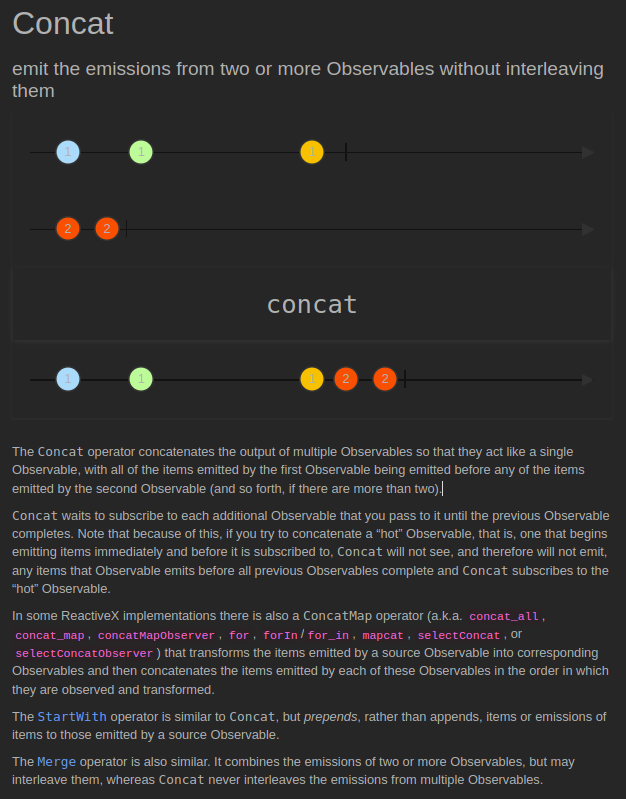 Concat
emit the emissions from two or more Observables without interleaving
them
1 1 1
2 2
concat
1 1 1 2 2
The Concat operator concatenates the output of multiple Observables so that they act like a single
Observable, with all of the items emitted by the first Observable being emitted before any of the items
emitted by the second Observable (and so forth, if there are more than two).
Concat waits to subscribe to each additional Observable that you pass to it until the previous Observable
completes. Note that because of this, if you try to concatenate a “hot” Observable, that is, one that begins
emitting items immediately and before it is subscribed to, Concat will not see, and therefore will not emit,
any items that Observable emits before all previous Observables complete and Concat subscribes to the
“hot” Observable.
In some ReactiveX implementations there is also a ConcatMap operator (a.k.a. concat_all,
concat_map, concatMapObserver, for, forIn/for_in, mapcat, selectConcat, or
selectConcatObserver) that transforms the items emitted by a source Observable into corresponding
Observables and then concatenates the items emitted by each of these Observables in the order in which
they are observed and transformed.
The StartWith operator is similar to Concat, but prepends, rather than appends, items or emissions of
items to those emitted by a source Observable.
The Merge operator is also similar. It combines the emissions of two or more Observables, but may
interleave them, whereas Concat never interleaves the emissions from multiple Observables.